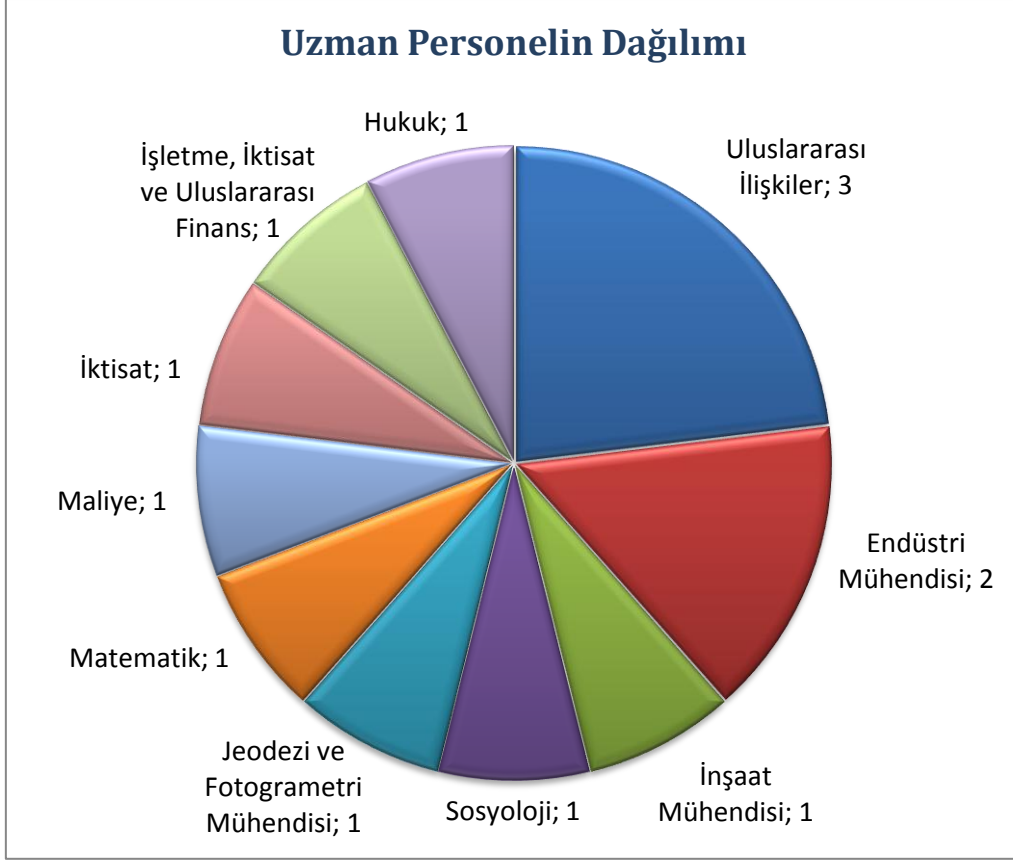 Uzman Personelin Dağılımı
Hukuk; 1
Uluslararası
İlişkiler; 3
İşletme, İktisat
ve Uluslararası
Finans; 1
İktisat; 1
Maliye; 1
Endüstri
Mühendisi; 2
Matematik; 1
Jeodezi ve
Fotogrametri
Mühendisi; 1
Sosyoloji; 1
İnşaat
Mühendisi; 1